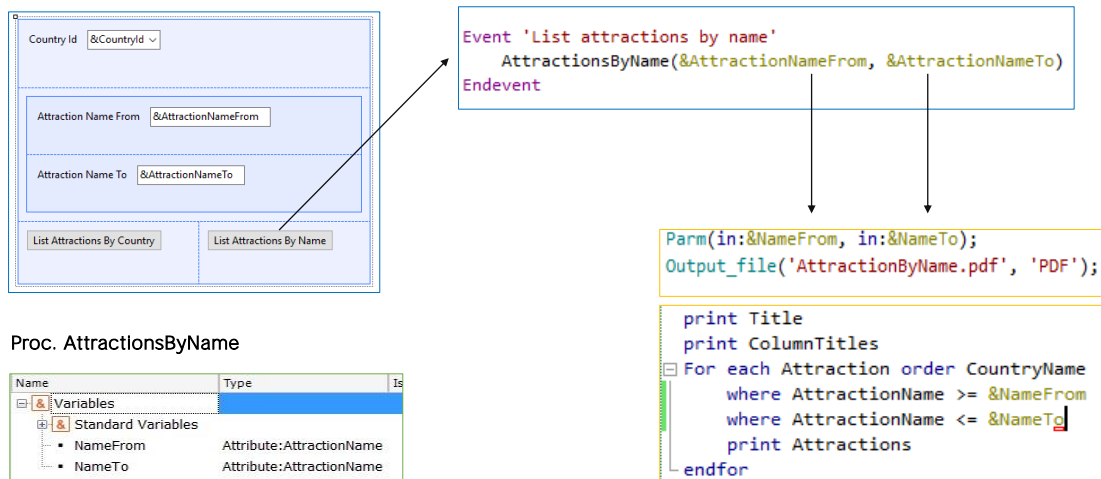 Country Id &CountryId
Attraction Name From &AttractionNameFrom
Attraction Name To &AttractionNameTo
List Attractions By Country List Attractions By Name
Event 'List attractions by name'
AttractionsByName(&AttractionNameFrom, &AttractionNameTo)
Endevent
Parm(in:&NameFrom, in:&NameTo);
Output_file('AttractionByName.pdf', 'PDF');
print Title
print ColumnTitles
For each Attraction order CountryName
where AttractionName >= &NameFrom
where AttractionName <= &NameTo
print Attractions
endfor
Proc. AttractionsByName
Name Type Is
& Variables
& Standard Variables
NameFrom Attribute:AttractionName
NameTo Attribute:AttractionName